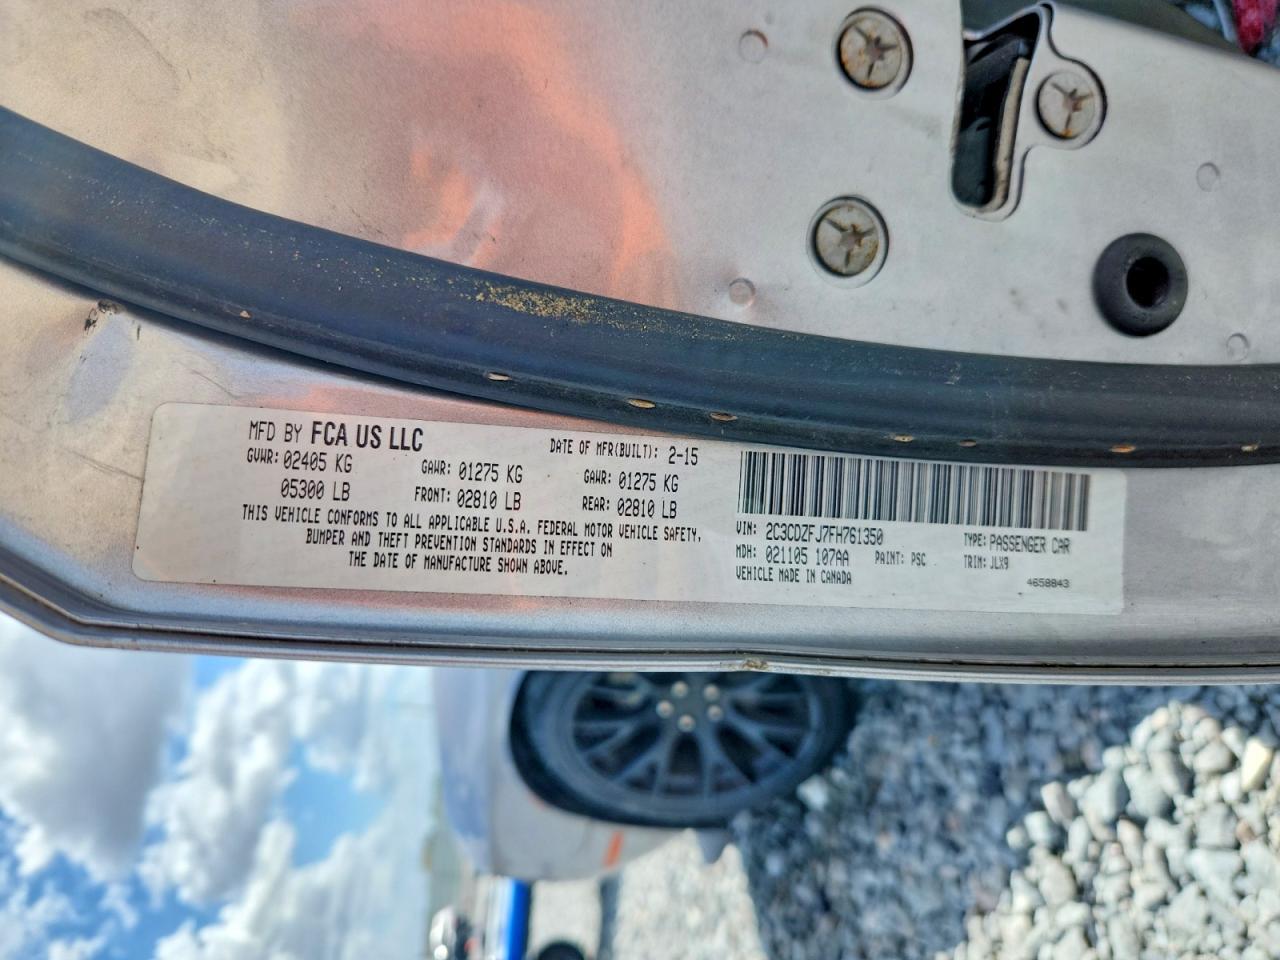 MFD BY FCA US LLC
DATE OF MFR(BUILT): 2-15
GVWR: 02405 KG
GAWR: 01275 KG
GAWR: 01275 KG
05300 LB
FRONT: 02810 LB
REAR: 02810 LB
THIS VEHICLE CONFORMS TO ALL APPLICABLE U.S.A. FEDERAL MOTOR VEHICLE SAFETY,
BUMPER AND THEFT PREVENTION STANDARDS IN EFFECT ON
THE DATE OF MANUFACTURE SHOWN ABOVE.
VIN: 2C3CDZFJ7FH761350
TYPE: PASSENGER CAR
MDH: 021105 107AA
PAINT: PSC
TRIM: JLX9
VEHICLE MADE IN CANADA
4658843